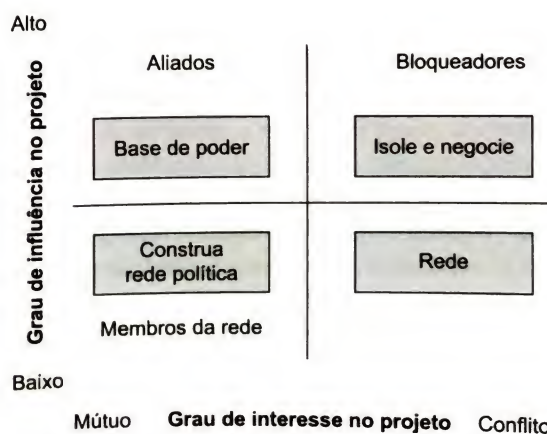 Alto
Aliados
Bloqueadores
Grau de influência no projeto
Base de poder
Isole e negocie
Construa
rede política
Rede
Membros da rede
Baixo
Mútuo Grau de interesse no projeto Conflito